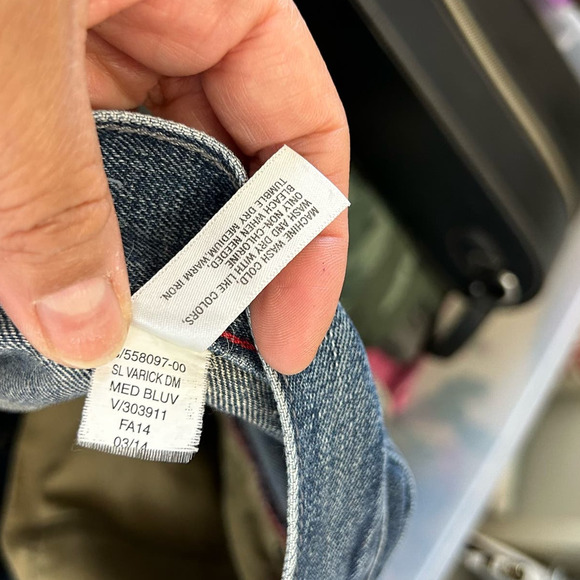 MACHINE WASH COLD.
WASH AND DRY WITH LIKE COLORS,
ONLY NON-CHLORINE
BLEACH WHEN NEEDED.
TUMBLE DRY MEDIUM, WARM IRON.
/558097-00
SL VARICK DM
MED BLUV
V/303911
FA14
03/14